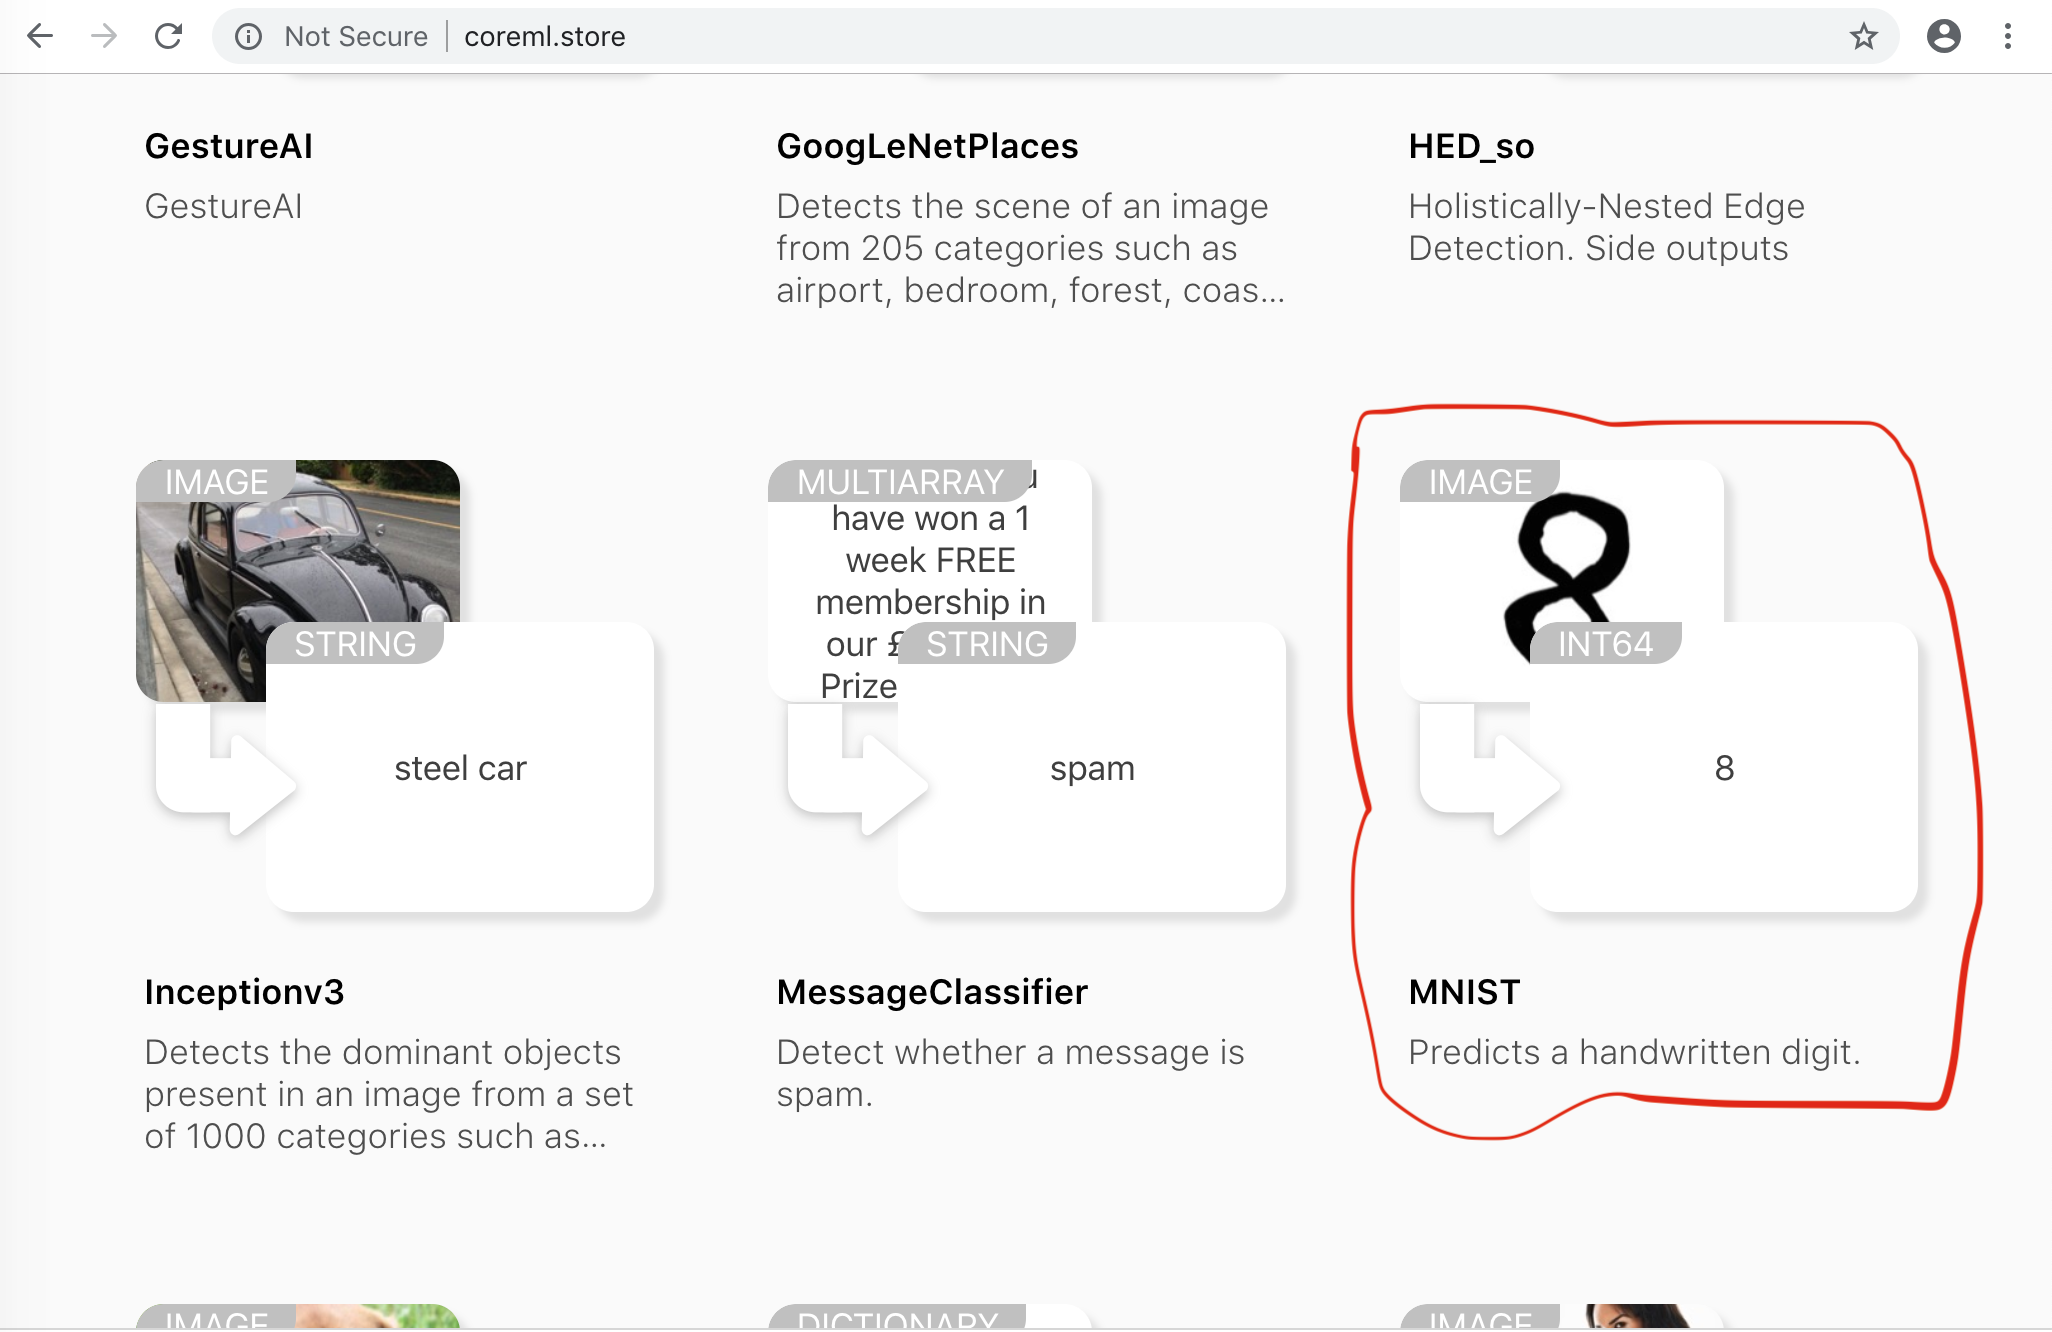 Not Secure
coreml.store
GestureAI
GestureAI
GoogLeNetPlaces
Detects the scene of an image
from 205 categories such as
airport, bedroom, forest, coas...
HED_so
Holistically-Nested Edge
Detection. Side outputs
IMAGE
STRING
steel car
Inceptionv3
Detects the dominant objects
present in an image from a set
of 1000 categories such as...
MULTIARRAY
have won a 1
week FREE
membership in
our £
Prize
STRING
spam
MessageClassifier
Detect whether a message is
spam.
IMAGE
8
INT64
8
MNIST
Predicts a handwritten digit.
IMAGE
DICTIONARY
IMAGE